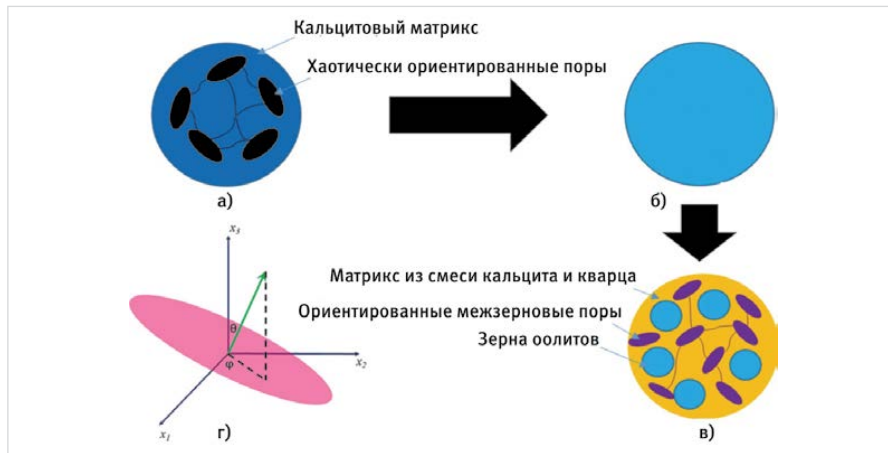 Кальцитовый матрикс
Хаотически ориентированные поры
а)
б)
x3
θ
φ
x2
x1
г)
Матрикс из смеси кальцита и кварца
Ориентированные межзерновые поры
Зерна оолитов
в)